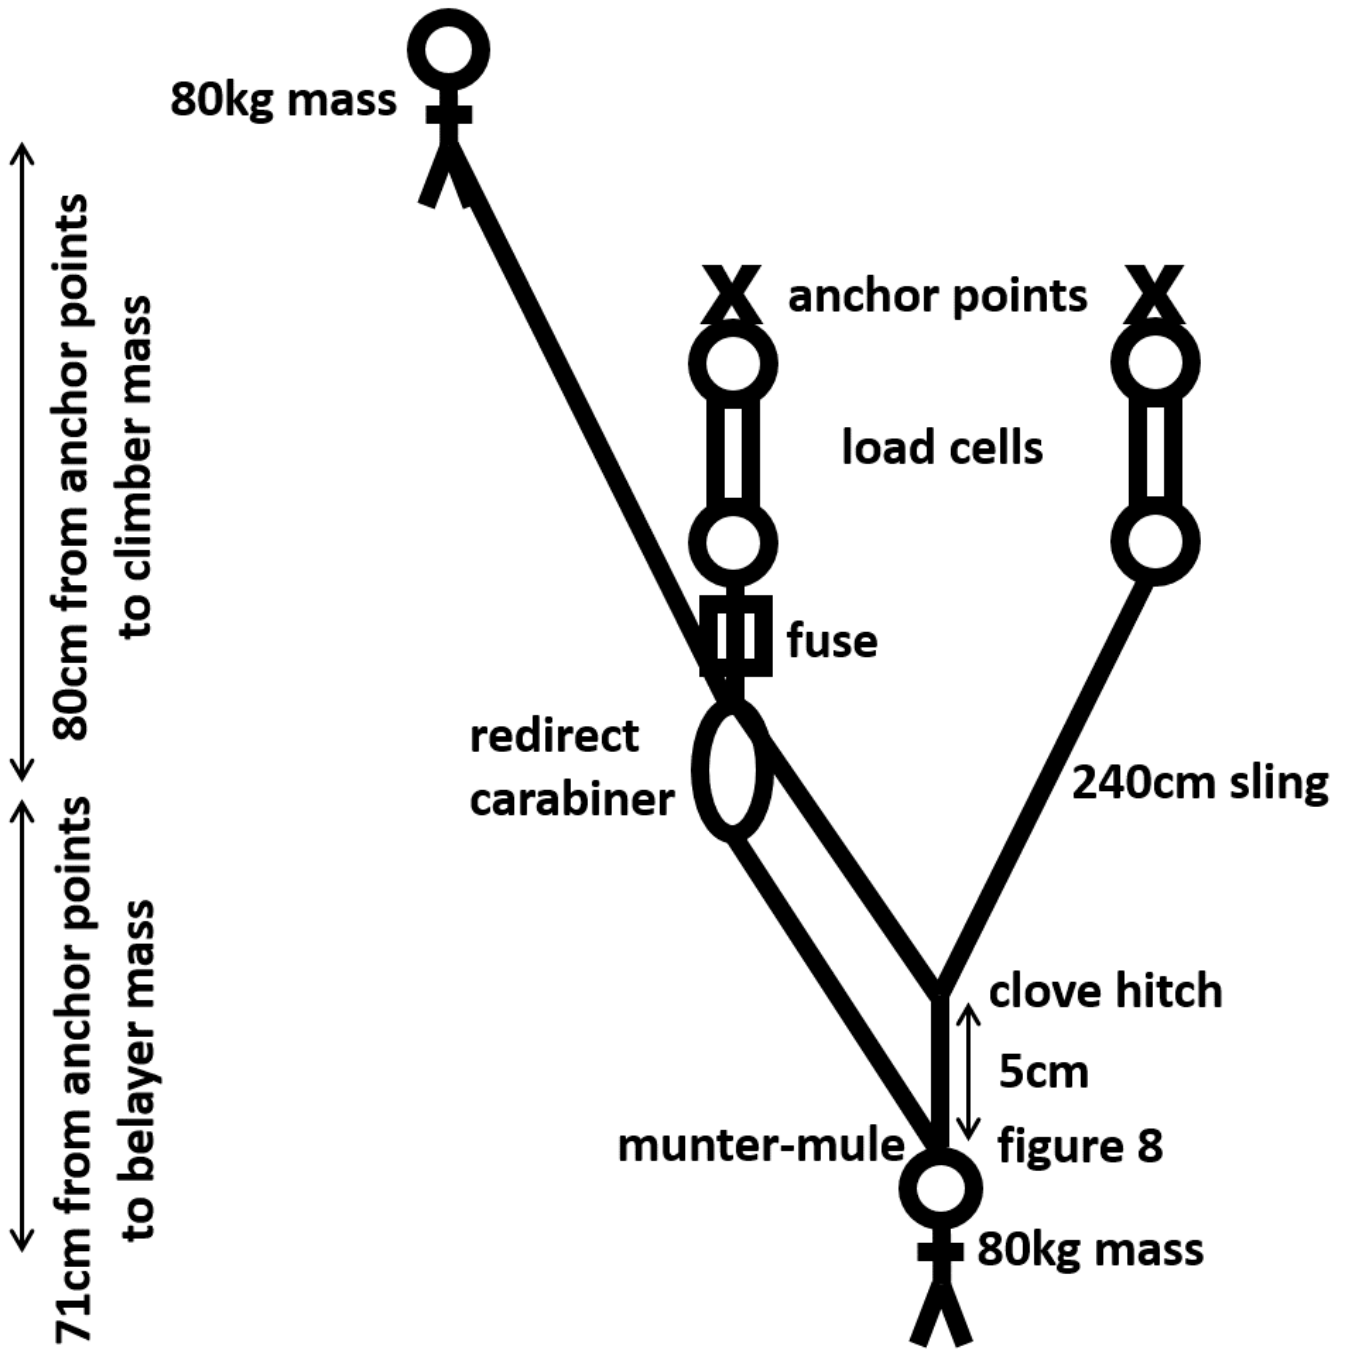 80kg mass
80cm from anchor points
to climber mass
X anchor points X
load cells
fuse
redirect
carabiner
240cm sling
71cm from anchor points
to belayer mass
clove hitch
5cm
munter-mule
figure 8
80kg mass